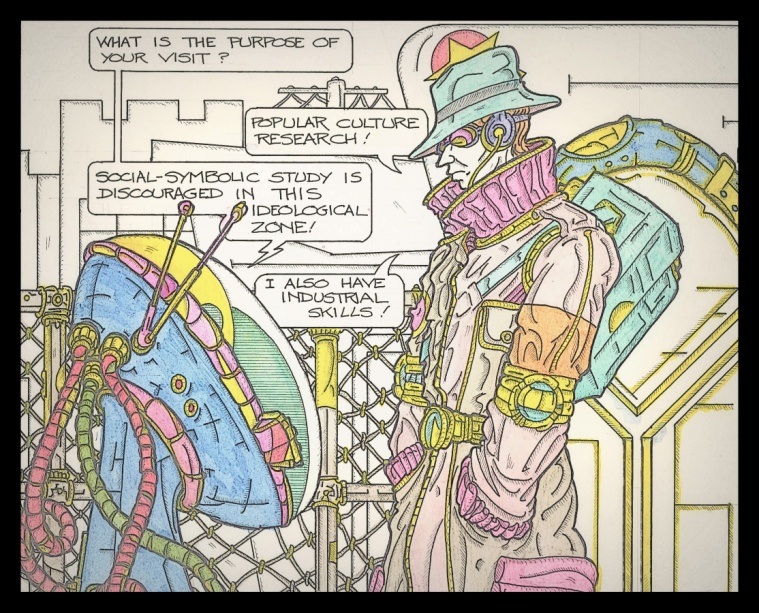 WHAT IS THE PURPOSE OF
YOUR VISIT ?
POPULAR CULTURE
RESEARCH !
SOCIAL-SYMBOLIC STUDY IS
DISCOURAGED IN THIS
IDEOLOGICAL
ZONE!
I ALSO HAVE
INDUSTRIAL
SKILLS !